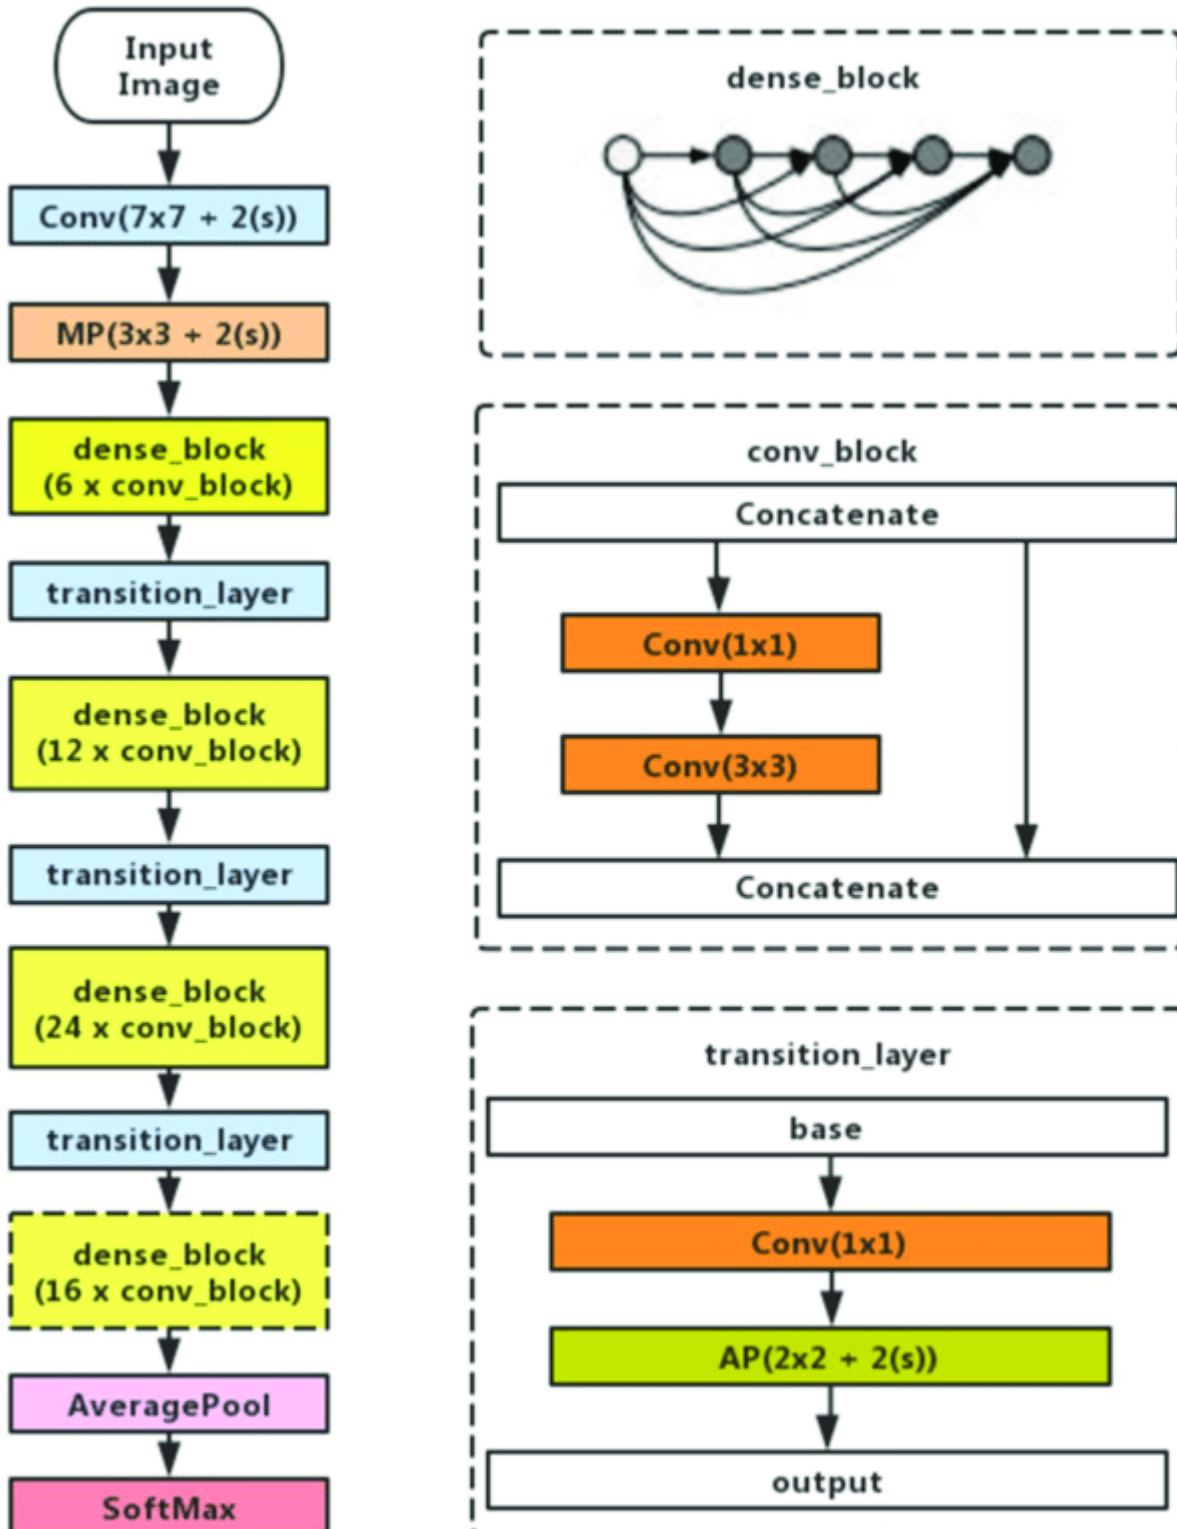 Input
Image
Conv(7x7 + 2(s))
MP(3x3 + 2(s))
dense_block
(6 x conv_block)
transition_layer
dense_block
(12 x conv_block)
transition_layer
dense_block
(24 x conv_block)
transition_layer
dense_block
(16 x conv_block)
AveragePool
SoftMax
dense_block
conv_block
Concatenate
Conv(1x1)
Conv(3x3)
Concatenate
transition_layer
base
Conv(1x1)
AP(2x2 + 2(s))
output